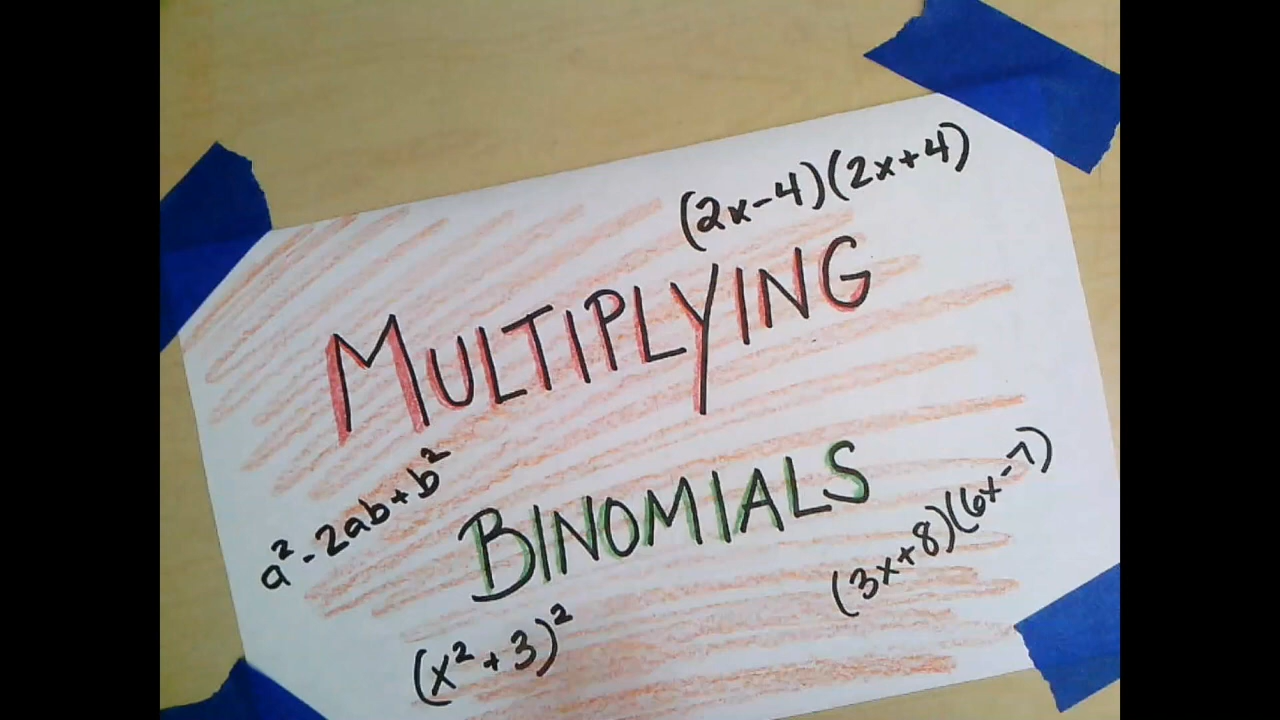 (2x-4)(2x+4)
MULTIPLYING
a²-2ab+b²
BINOMIALS
(3x+8)(6x-7)
(x²+3)²